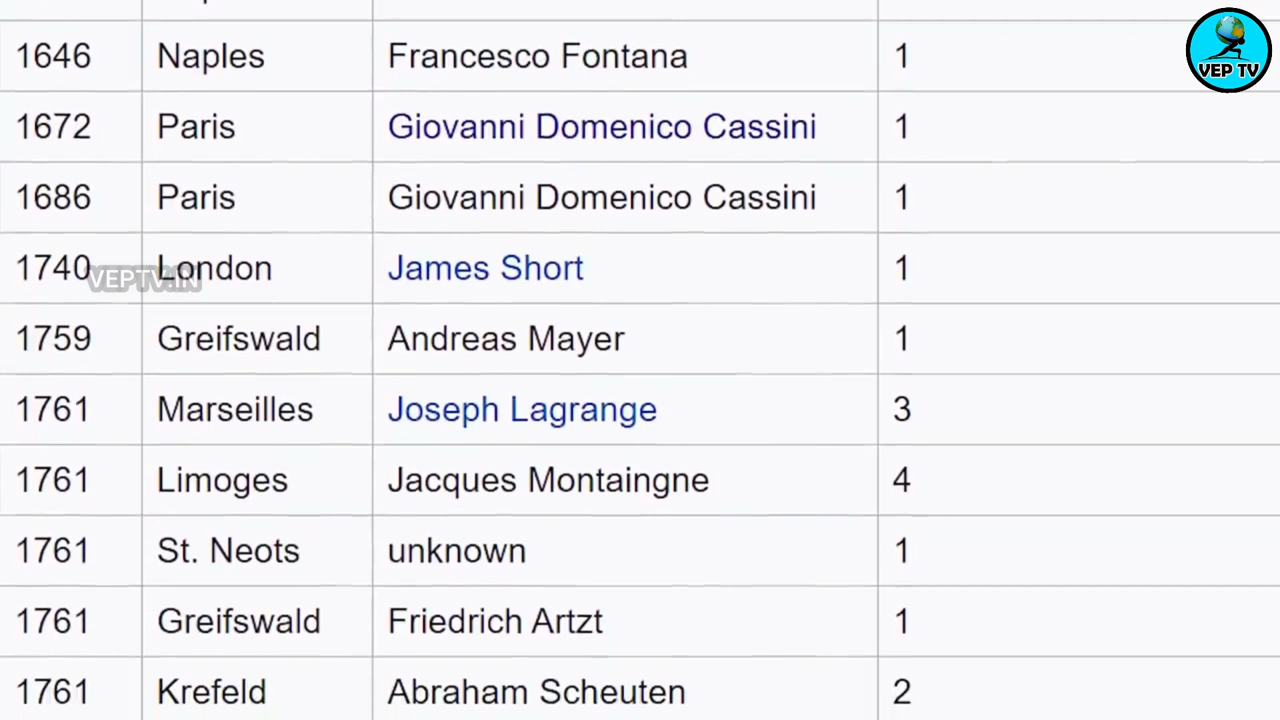 1646 Naples Francesco Fontana 1
VEP TV
1672 Paris Giovanni Domenico Cassini 1
1686 Paris Giovanni Domenico Cassini 1
1740 London James Short 1
VEPTV.IN
1759 Greifswald Andreas Mayer 1
1761 Marseilles Joseph Lagrange 3
1761 Limoges Jacques Montaingne 4
1761 St. Neots unknown 1
1761 Greifswald Friedrich Artzt 1
1761 Krefeld Abraham Scheuten 2